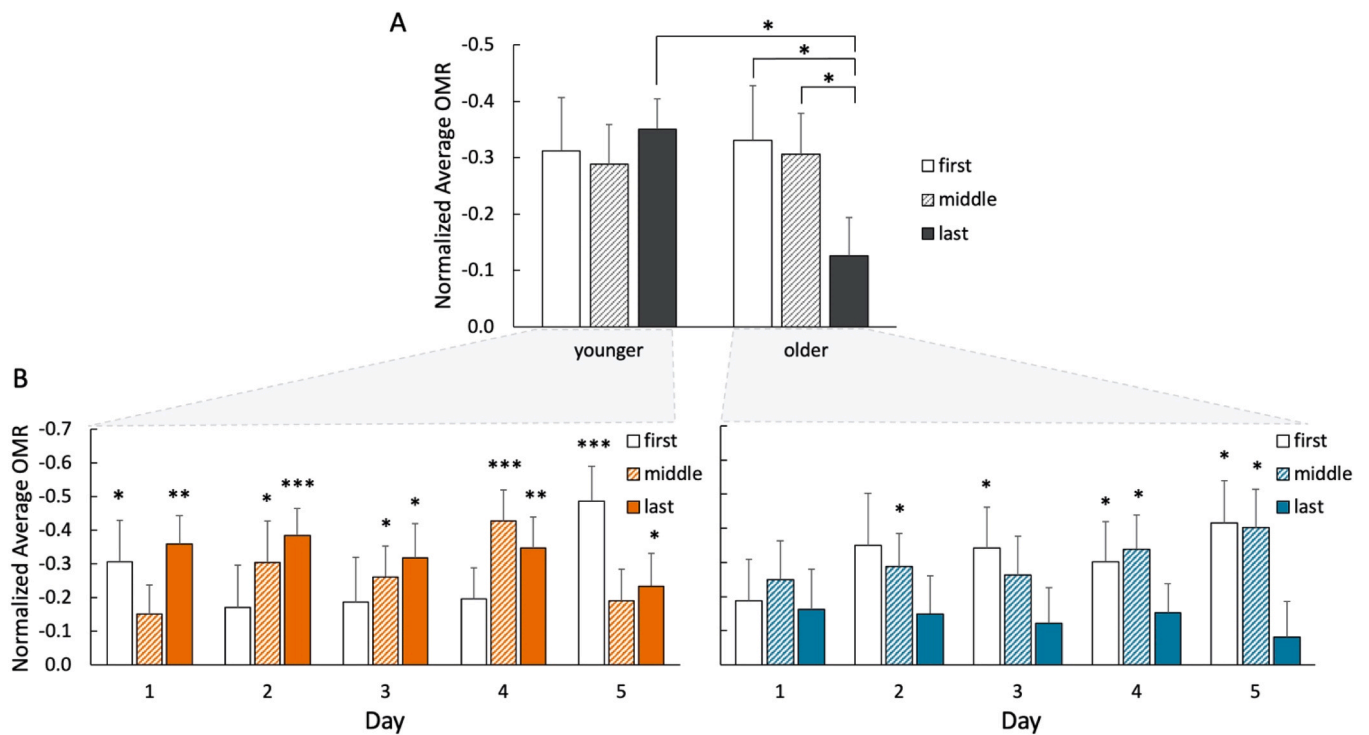 A
Normalized Average OMR
-0.5
-0.4
-0.3
-0.2
-0.1
0.0
*
*
*
first
middle
last
younger
older
B
Normalized Average OMR
-0.7
-0.6
-0.5
-0.4
-0.3
-0.2
-0.1
0.0
* ** * *** * * *** ** *** *
first
middle
last
1 2 3 4 5
Day
* * * * * *
first
middle
last
1 2 3 4 5
Day